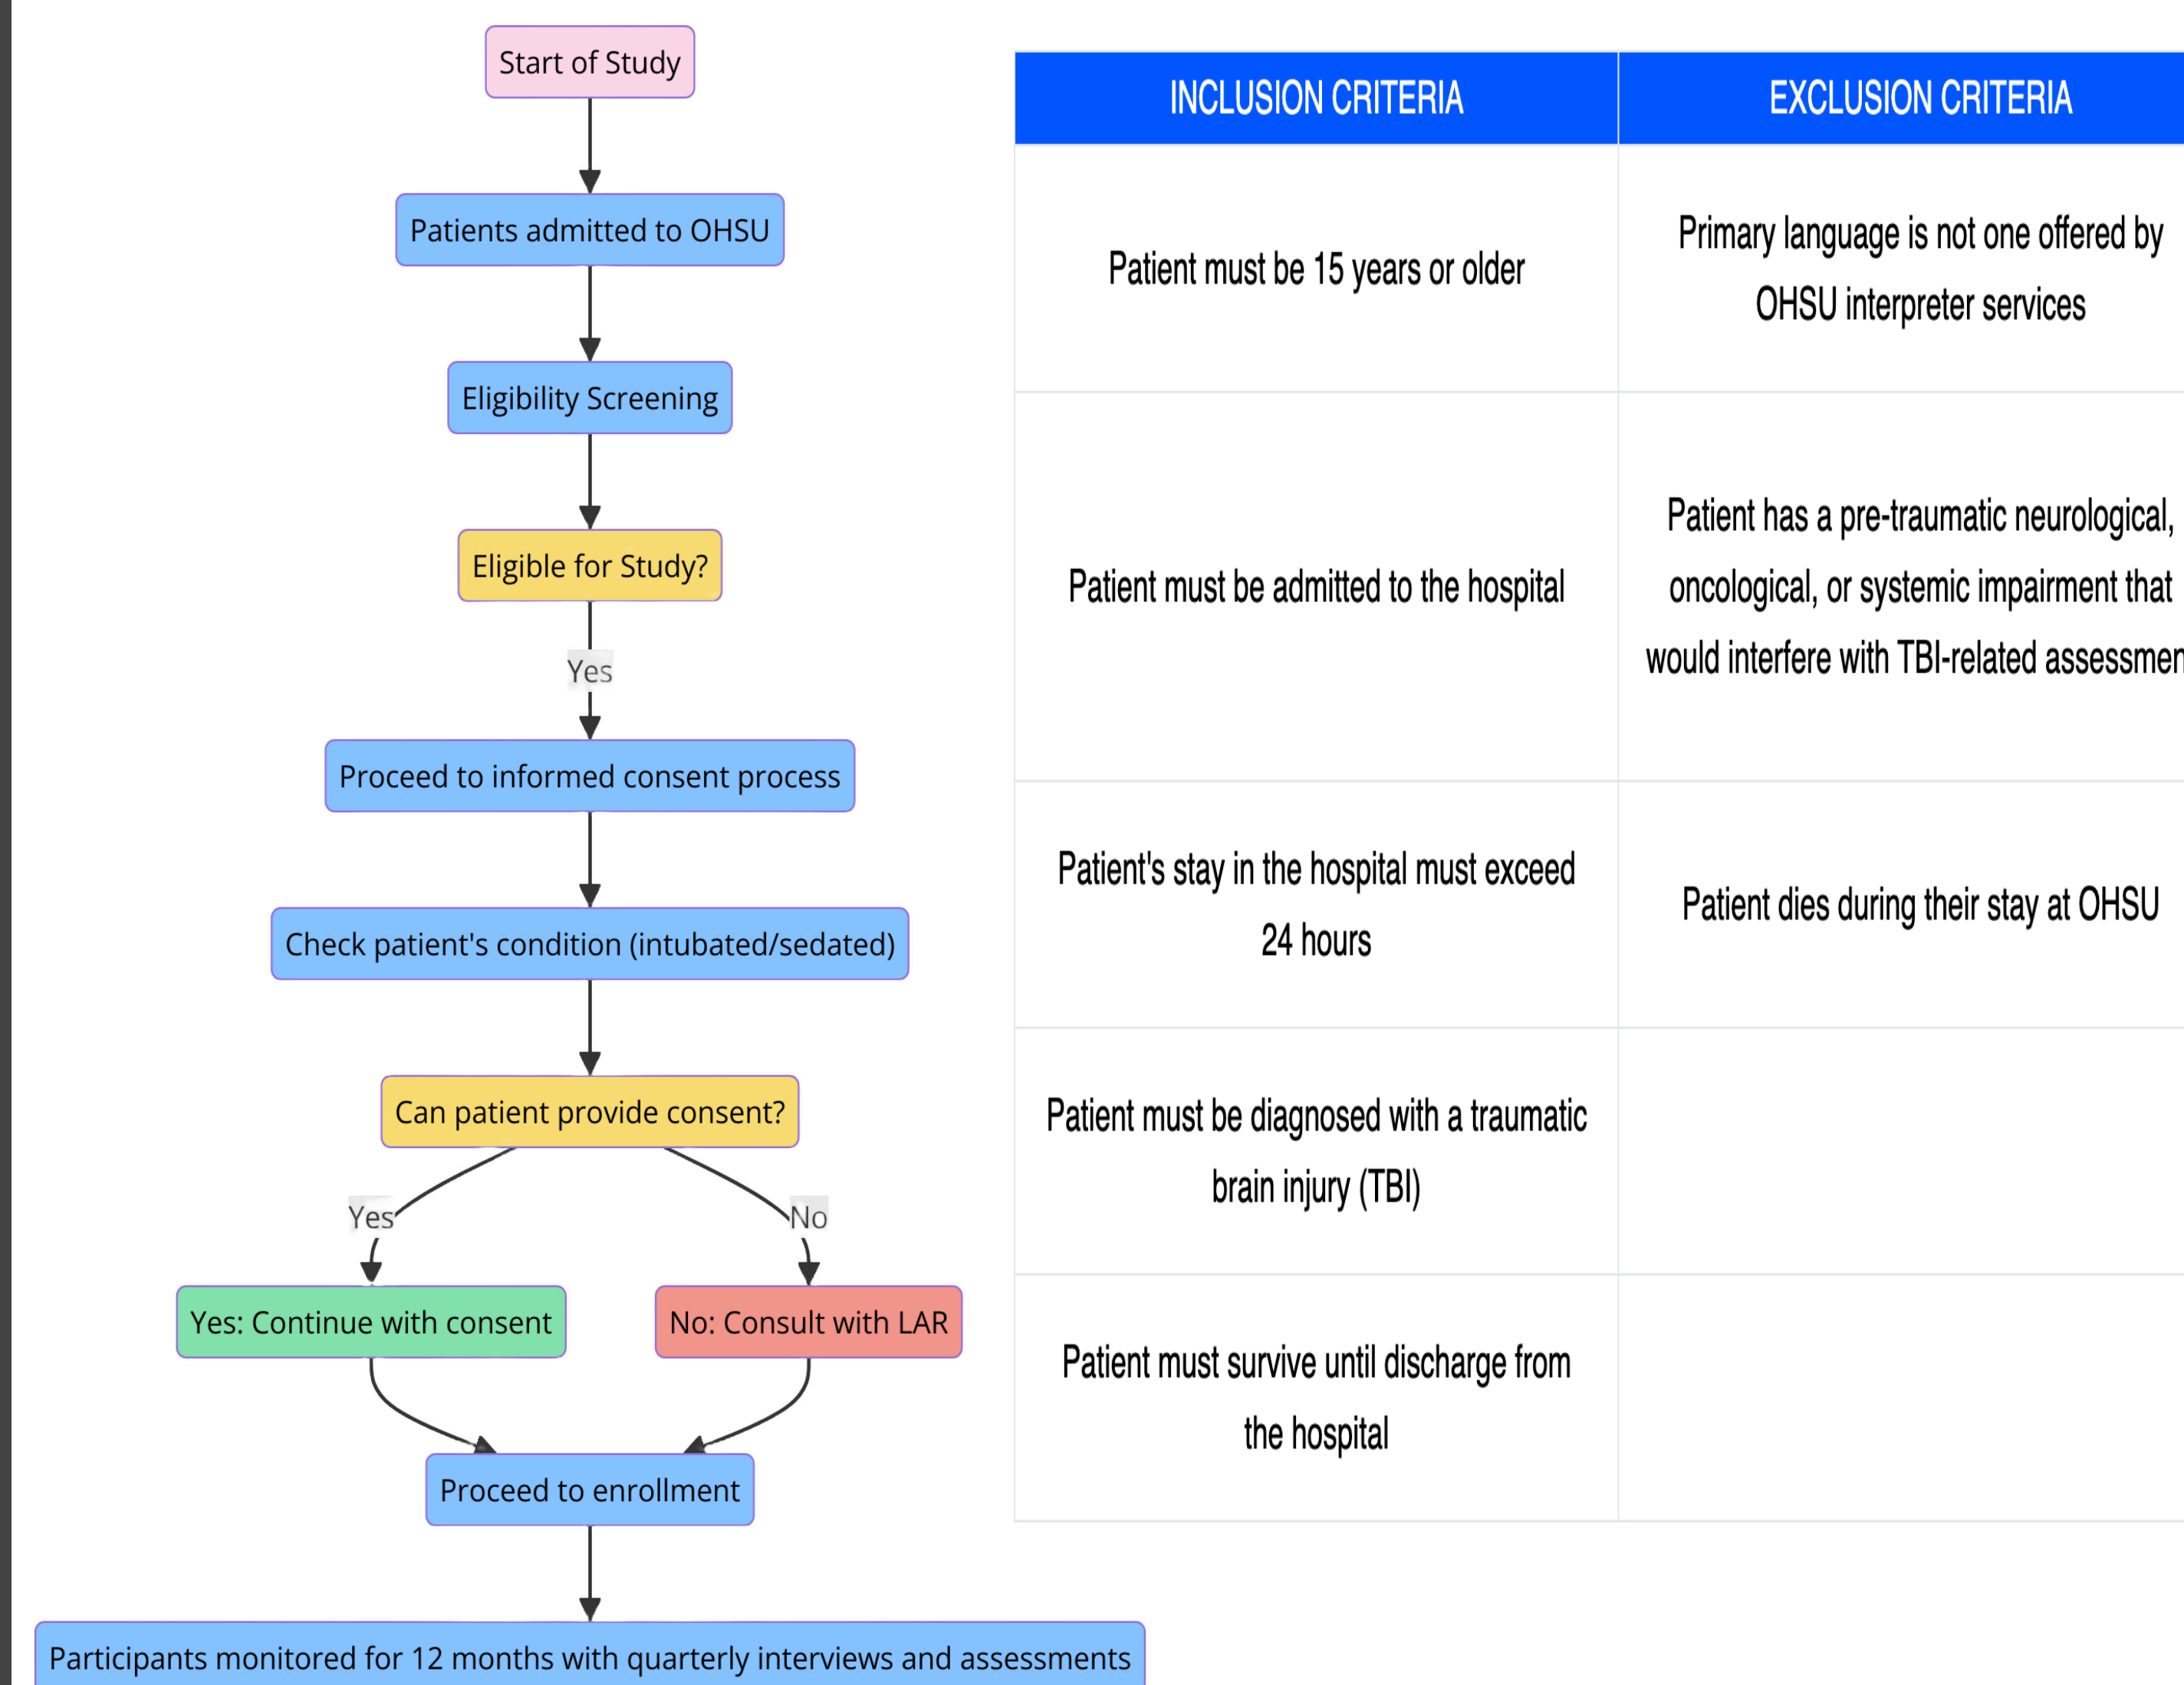 Start of Study
Patients admitted to OHSU
Eligibility Screening
Eligible for Study?
Yes
Proceed to informed consent process
Check patient's condition (intubated/sedated)
Can patient provide consent?
Yes
No
Yes: Continue with consent
No: Consult with LAR
Proceed to enrollment
Participants monitored for 12 months with quarterly interviews and assessments
INCLUSION CRITERIA
EXCLUSION CRITERIA
Patient must be 15 years or older
Primary language is not one offered by
OHSU interpreter services
Patient must be admitted to the hospital
Patient has a pre-traumatic neurological,
oncological, or systemic impairment that
would interfere with TBI-related assessmen
Patient's stay in the hospital must exceed
24 hours
Patient dies during their stay at OHSU
Patient must be diagnosed with a traumatic
brain injury (TBI)
Patient must survive until discharge from
the hospital